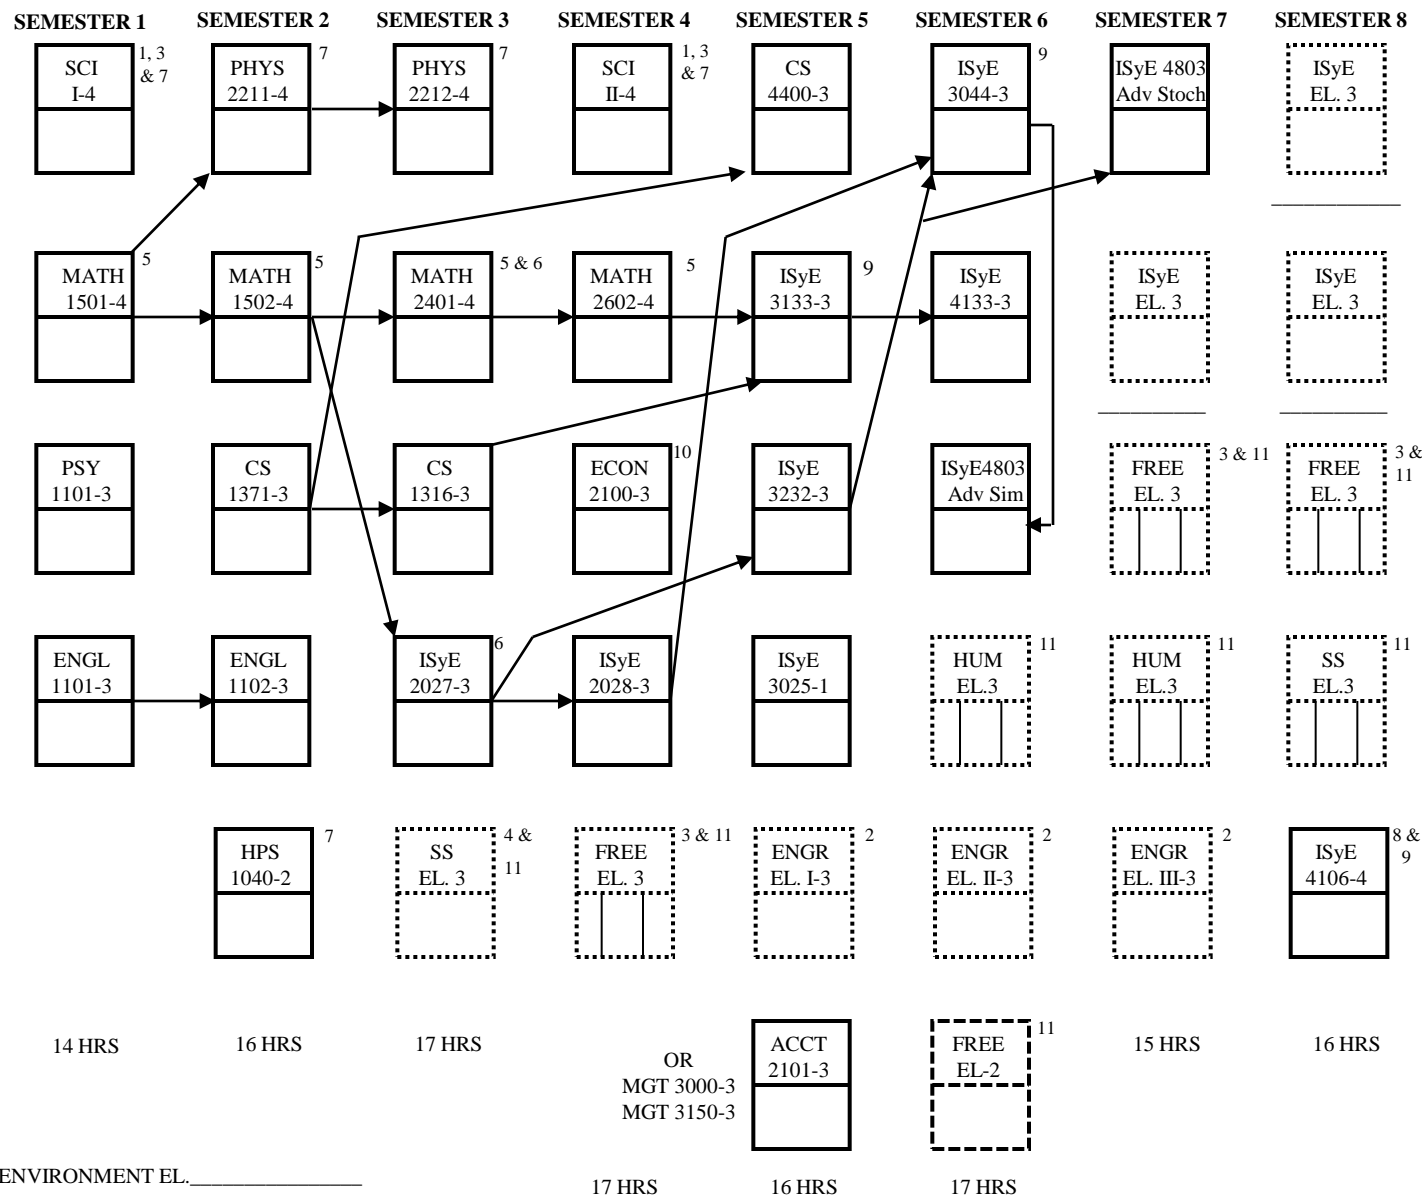 SEMESTER 1 SEMESTER 2 SEMESTER 3 SEMESTER 4 SEMESTER 5 SEMESTER 6 SEMESTER 7 SEMESTER 8
SCI
I-4
1, 3
& 7
PHYS
2211-4
7
PHYS
2212-4
7
SCI
II-4
1, 3
& 7
CS
4400-3
ISyE
3044-3
9
ISyE 4803
Adv Stoch
ISyE
EL. 3
MATH
1501-4
5
MATH
1502-4
5
MATH
2401-4
5 & 6
MATH
2602-4
5
ISyE
3133-3
9
ISyE
4133-3
ISyE
EL. 3
ISyE
EL. 3
PSY
1101-3
CS
1371-3
CS
1316-3
ECON
2100-3
10
ISyE
3232-3
ISyE4803
Adv Sim
FREE
EL. 3
3 & 11
FREE
EL. 3
3 &
11
ENGL
1101-3
ENGL
1102-3
ISyE
2027-3
6
ISyE
2028-3
ISyE
3025-1
HUM
EL.3
11
HUM
EL.3
11
SS
EL.3
11
HPS
1040-2
7
SS
EL. 3
4 &
11
FREE
EL. 3
3 & 11
ENGR
EL. I-3
2
ENGR
EL. II-3
2
ENGR
EL. III-3
2
ISyE
4106-4
8 &
9
14 HRS
16 HRS
17 HRS
OR
MGT 3000-3
MGT 3150-3
ACCT
2101-3
FREE
EL-2
11
15 HRS
16 HRS
ENVIRONMENT EL.________________
17 HRS
16 HRS
17 HRS